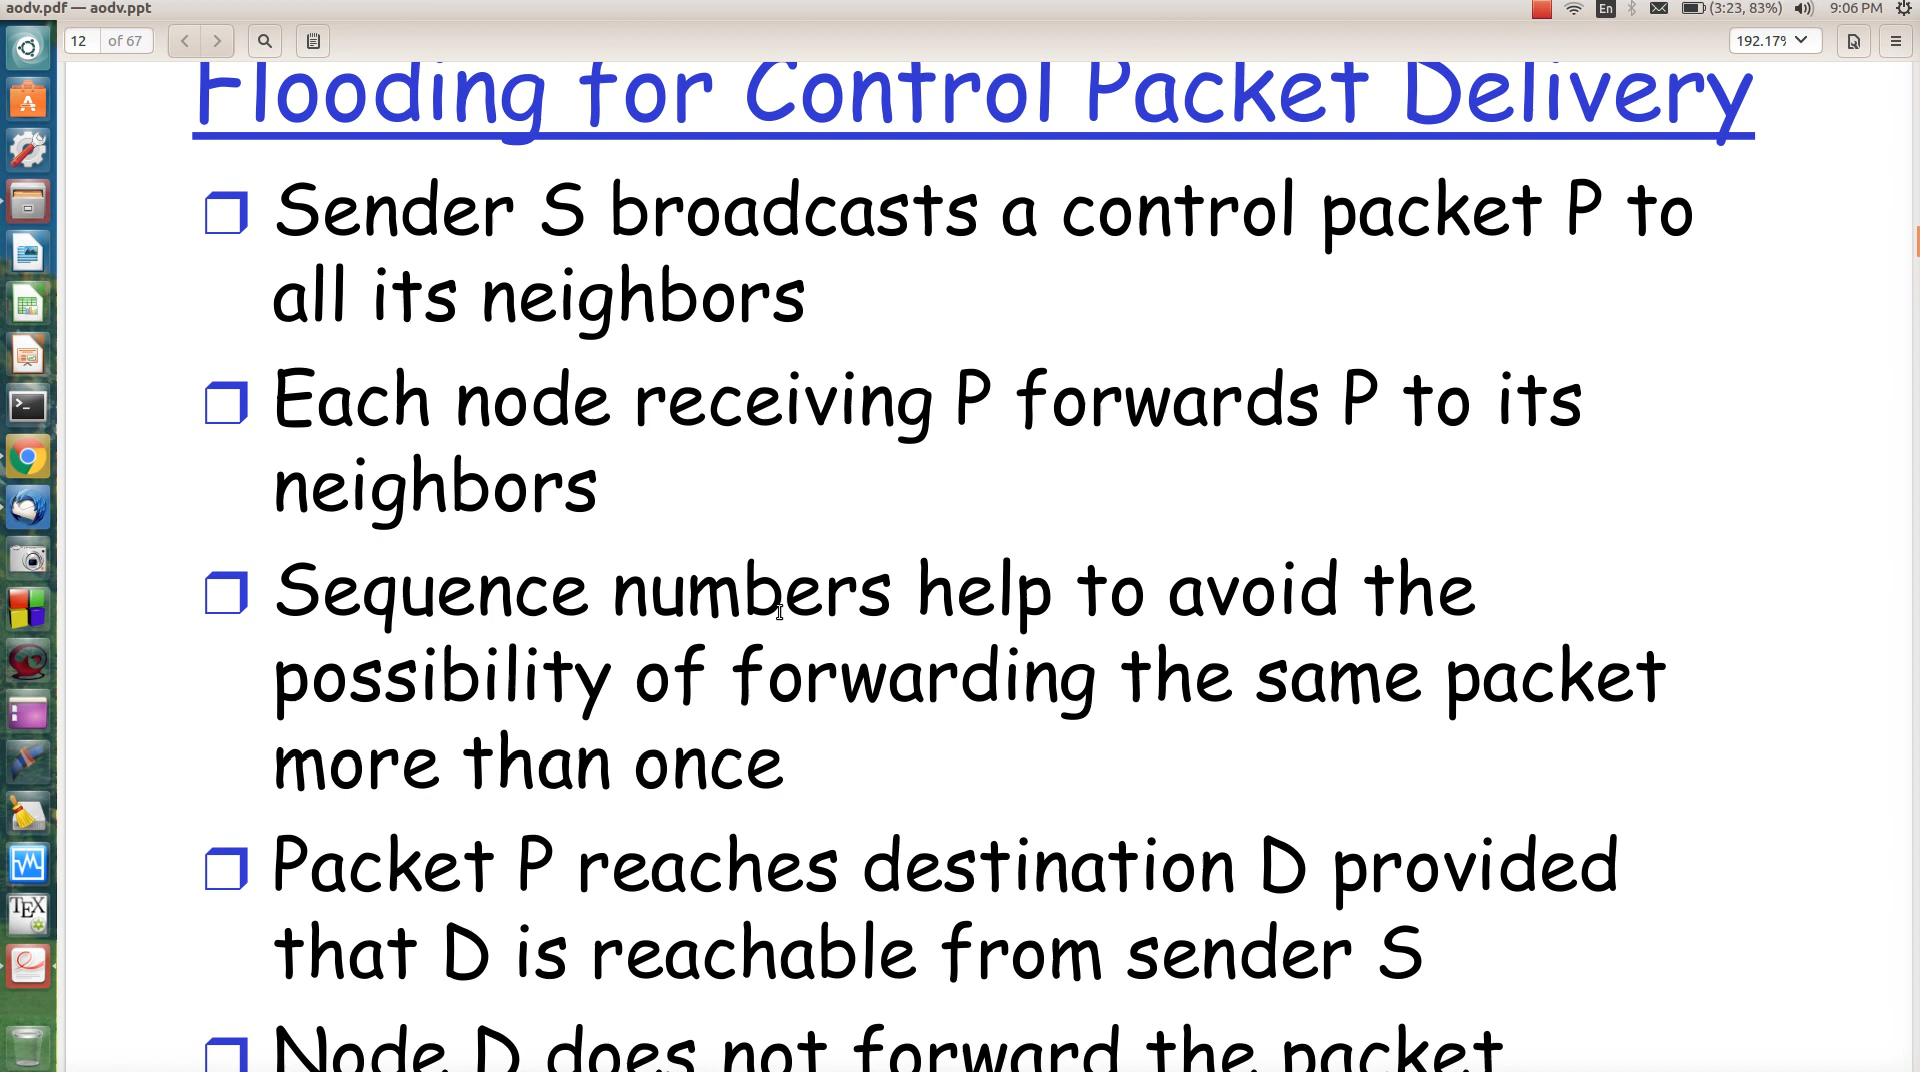 aodv.pdf — aodv.ppt
En
(3:23, 83%)
9:06 PM
12
of 67
192.17%
Flooding for Control Packet Delivery
Sender S broadcasts a control packet P to
all its neighbors
Each node receiving P forwards P to its
neighbors
Sequence numbers help to avoid the
possibility of forwarding the same packet
more than once
Packet P reaches destination D provided
that D is reachable from sender S
Node D does not forward the packet
TEX